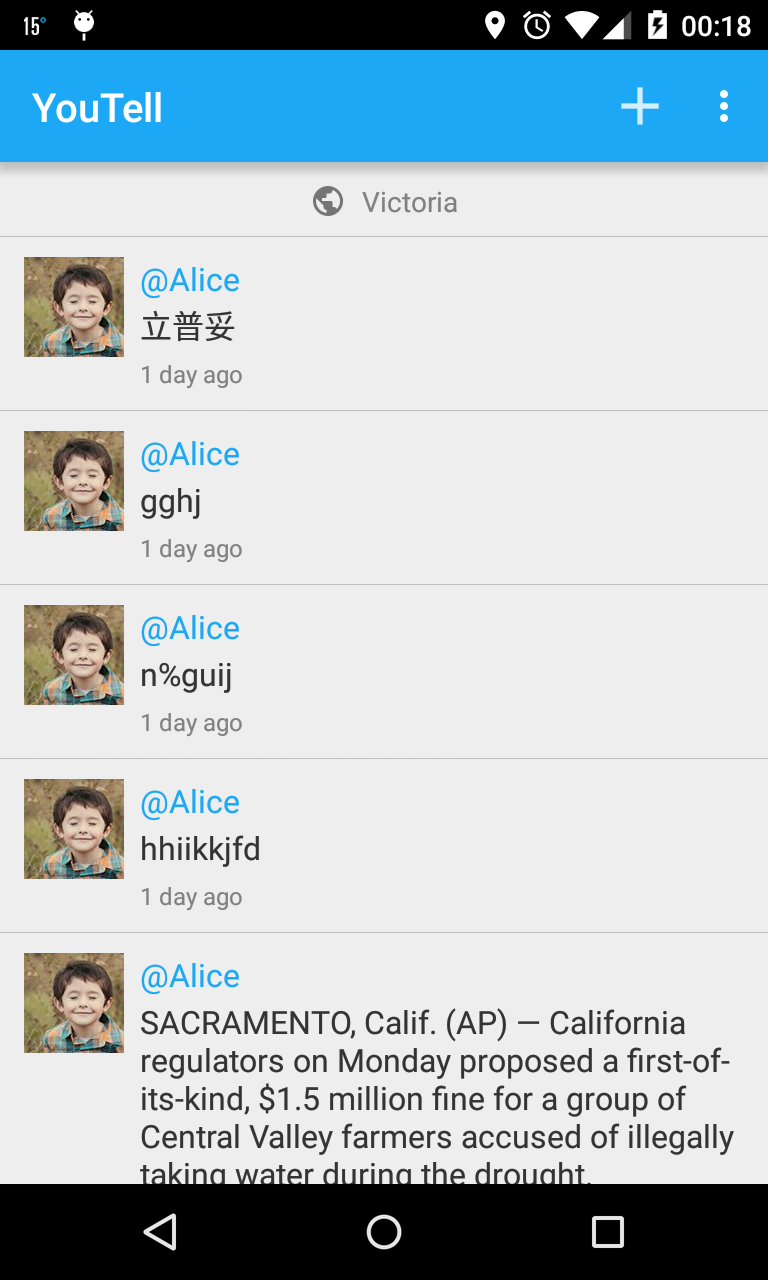 15°
00:18
YouTell
Victoria
@Alice
立普妥
1 day ago
@Alice
gghj
1 day ago
@Alice
n%guij
1 day ago
@Alice
hhiikkjfd
1 day ago
@Alice
SACRAMENTO, Calif. (AP) — California
regulators on Monday proposed a first-of-
its-kind, $1.5 million fine for a group of
Central Valley farmers accused of illegally
taking water during the drought.